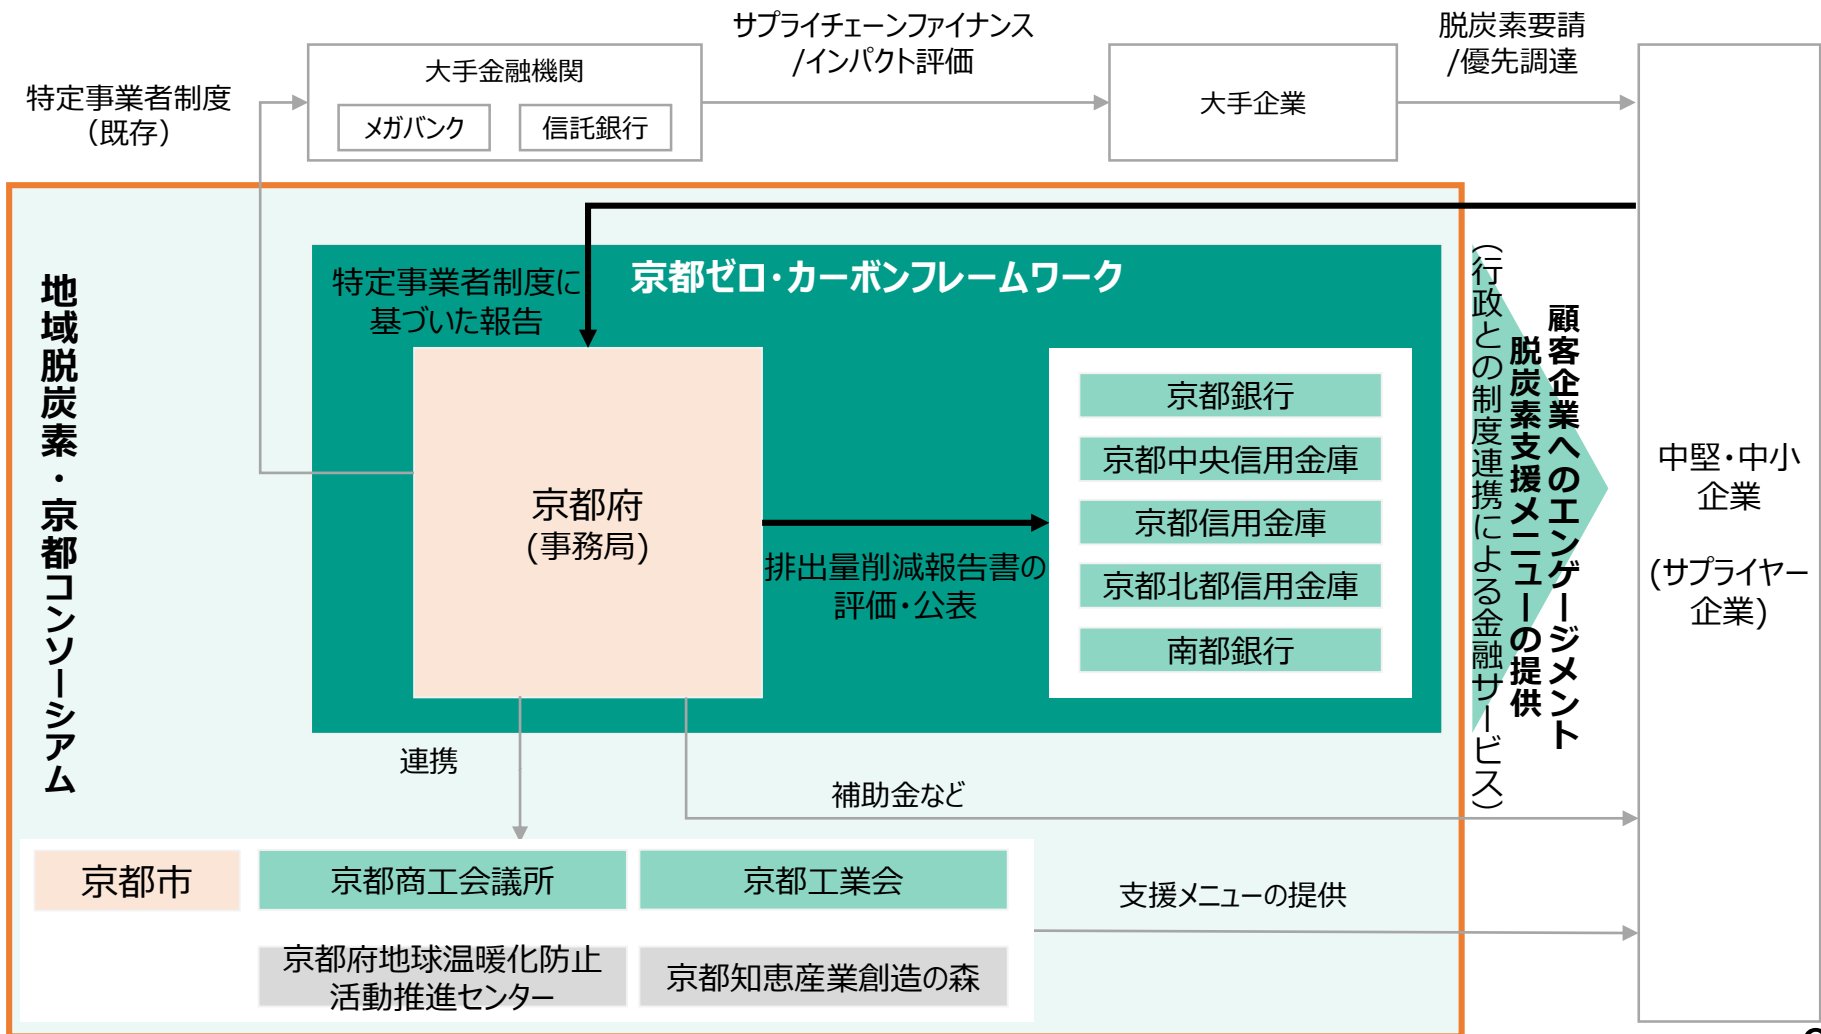 サプライチェーンファイナンス
/インパクト評価
脱炭素要請
/優先調達
特定事業者制度
(既存)
大手金融機関
メガバンク
信託銀行
大手企業
地域脱炭素・京都コンソーシアム
特定事業者制度に
基づいた報告
京都ゼロ・カーボンフレームワーク
京都府
(事務局)
排出量削減報告書の
評価・公表
京都銀行
京都中央信用金庫
京都信用金庫
京都北都信用金庫
南都銀行
顧客企業へのエンゲージメント
脱炭素支援メニューの提供
(行政との制度連携による金融サービス)
中堅・中小
企業
(サプライヤー
企業)
連携
補助金など
京都市
京都商工会議所
京都工業会
支援メニューの提供
京都府地球温暖化防止
活動推進センター
京都知恵産業創造の森